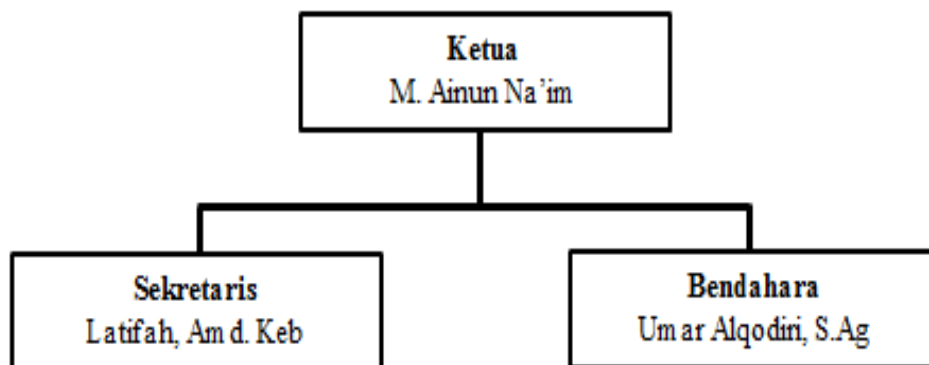 Ketua
M. Ainun Na’im
Sekretaris
Latifah, Amd. Keb
Bendahara
Umar Alqodiri, S.Ag